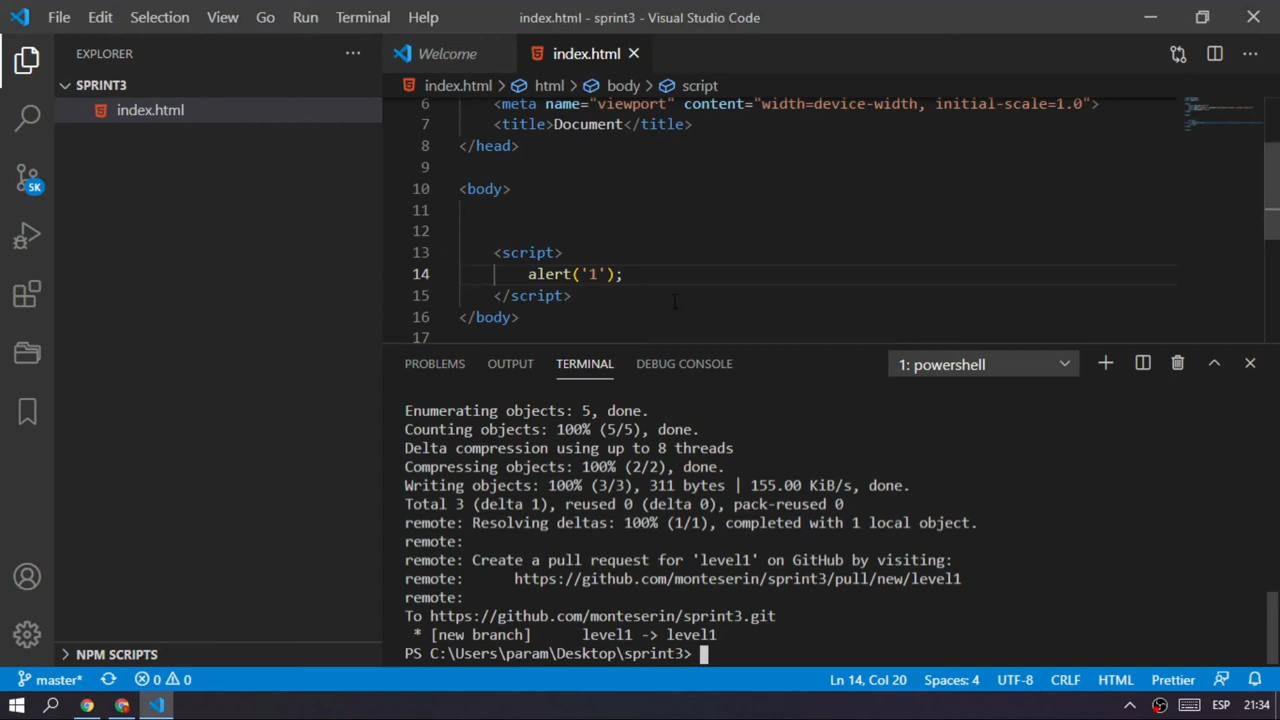 File Edit Selection View Go Run Terminal Help
index.html - sprint3 - Visual Studio Code
EXPLORER
SPRINT3
index.html
5K
NPM SCRIPTS
Welcome
index.html
index.html > html > body > script
6 <meta name="viewport" content="width=device-width, initial-scale=1.0">
7 <title>Document</title>
8 </head>
9
10 <body>
11
12
13 <script>
14 alert('1');
15 </script>
16 </body>
17
PROBLEMS OUTPUT TERMINAL DEBUG CONSOLE 1: powershell
Enumerating objects: 5, done.
Counting objects: 100% (5/5), done.
Delta compression using up to 8 threads
Compressing objects: 100% (2/2), done.
Writing objects: 100% (3/3), 311 bytes | 155.00 KiB/s, done.
Total 3 (delta 1), reused 0 (delta 0), pack-reused 0
remote: Resolving deltas: 100% (1/1), completed with 1 local object.
remote:
remote: Create a pull request for 'level1' on GitHub by visiting:
remote: https://github.com/monteserin/sprint3/pull/new/level1
remote:
To https://github.com/monteserin/sprint3.git
* [new branch] level1 -> level1
PS C:\Users\param\Desktop\sprint3>
master* 0 0 Ln 14, Col 20 Spaces: 4 UTF-8 CRLF HTML Prettier
ESP 21:34